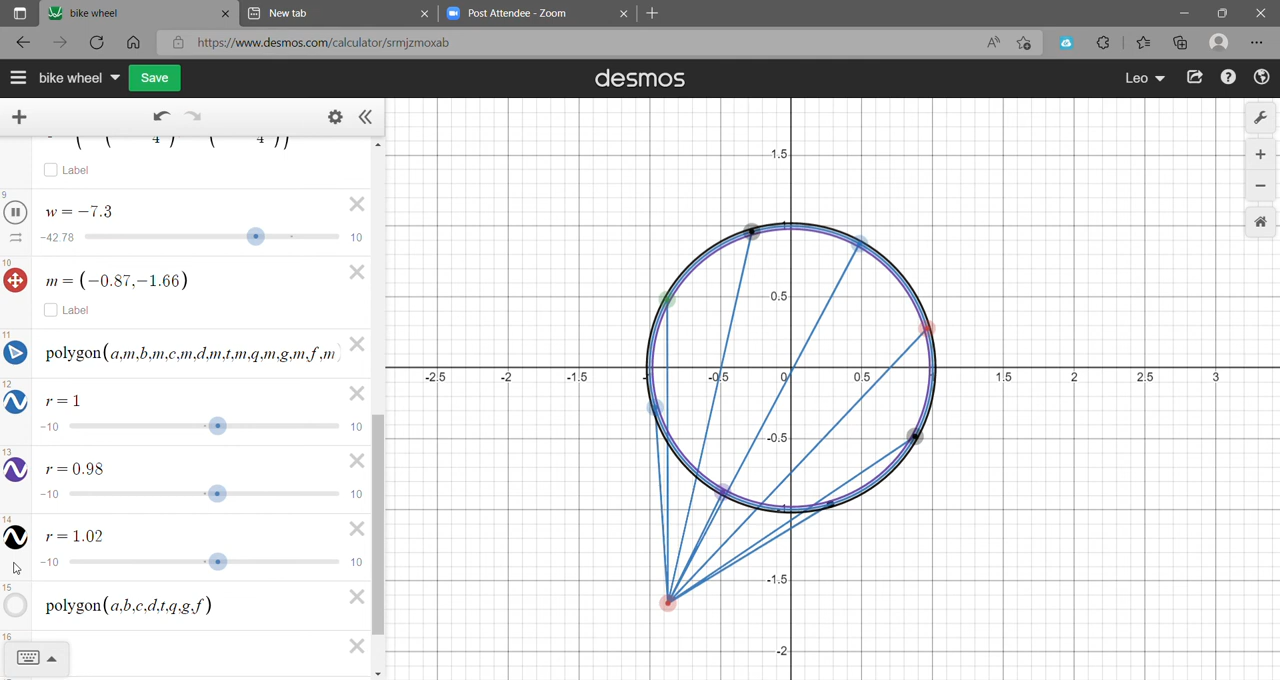 bike wheel
New tab
Post Attendee - Zoom
https://www.desmos.com/calculator/srmjzmoxab
bike wheel
Save
desmos
Leo
4
4
Label
9
w = −7.3
-42.78
10
10
m = (−0.87,−1.66)
Label
11
polygon(a,m,b,m,c,m,d,m,t,m,q,m,g,m,f,m)
12
r = 1
−10
10
13
r = 0.98
−10
10
14
r = 1.02
−10
10
15
polygon(a,b,c,d,t,q,g,f)
16
1.5
1
0.5
-2.5
-2
-1.5
-0.5
0
0.5
1.5
2
2.5
3
-0.5
-1.5
-2